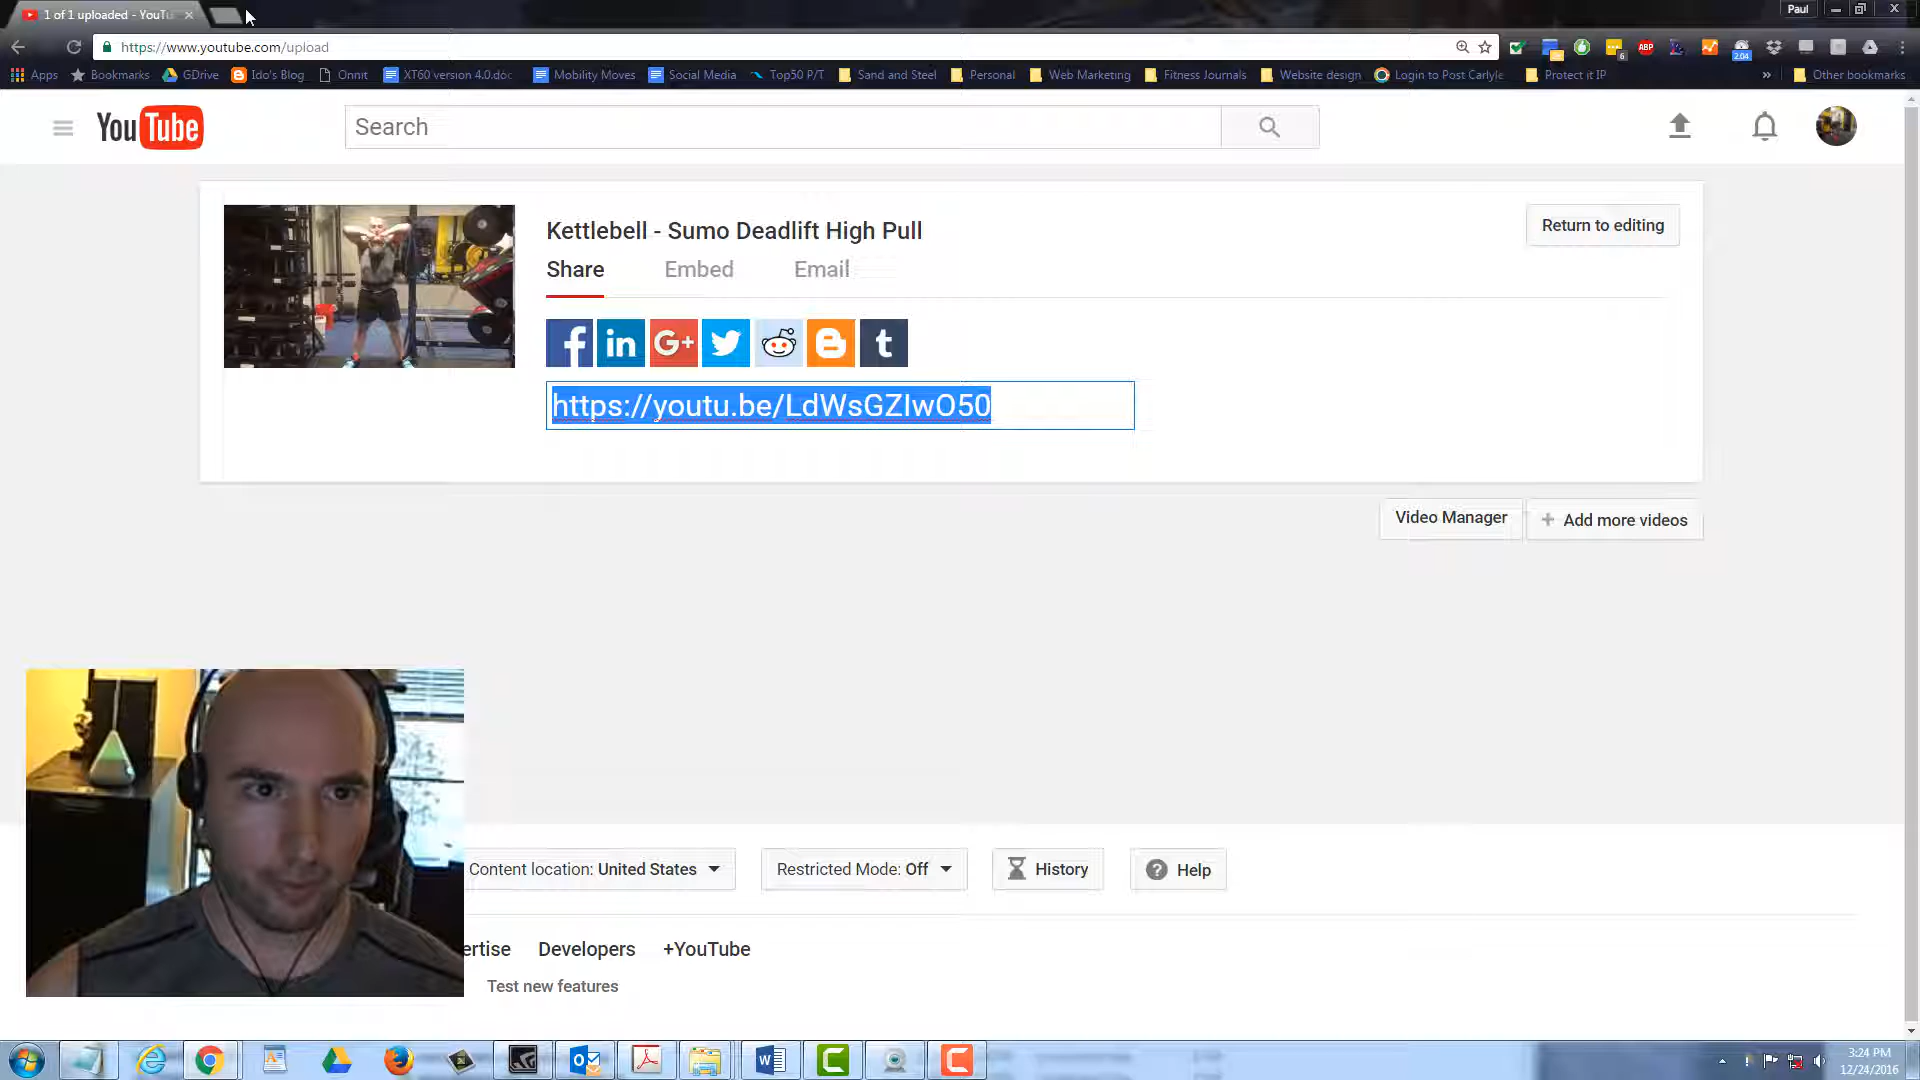 1 of 1 uploaded - YouTu
Paul
https://www.youtube.com/upload
Apps
Bookmarks
GDrive
Ido's Blog
Onnit
XT60 version 4.0.doc
Mobility Moves
Social Media
Top50 P/T
Sand and Steel
Personal
Web Marketing
Fitness Journals
Website design
Login to Post Carlyle
Protect it IP
»
Other bookmarks
YouTube
Search
Kettlebell - Sumo Deadlift High Pull
Return to editing
Share
Embed
Email
https://youtu.be/LdWsGZIwO50
Video Manager
+ Add more videos
Content location: United States
Restricted Mode: Off
History
Help
ertise
Developers
+YouTube
Test new features
3:24 PM
12/24/2016